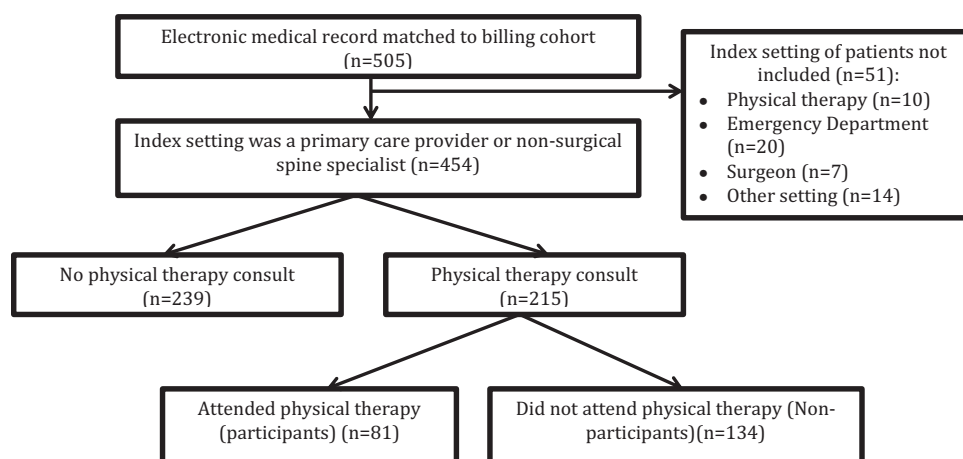 Electronic medical record matched to billing cohort
(n=505)
Index setting of patients not
included (n=51):
• Physical therapy (n=10)
• Emergency Department
(n=20)
• Surgeon (n=7)
• Other setting (n=14)
Index setting was a primary care provider or non-surgical
spine specialist (n=454)
No physical therapy consult
(n=239)
Physical therapy consult
(n=215)
Attended physical therapy
(participants) (n=81)
Did not attend physical therapy (Non-
participants)(n=134)